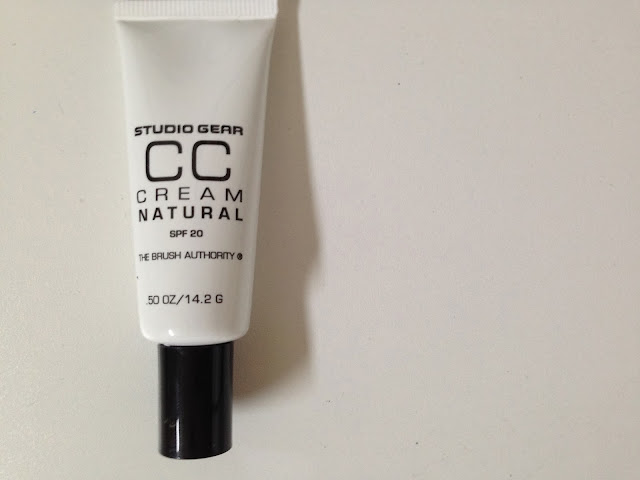 STUDIO GEAR
CC
CREAM
NATURAL
SPF 20
THE BRUSH AUTHORITY ®
.50 OZ/14.2 G